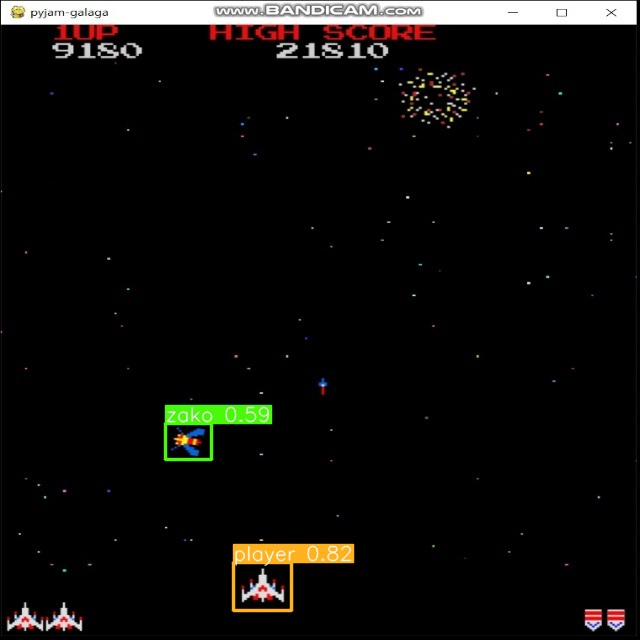 pyjam-galaga
www.BANDICAM.com
1UP HIGH SCORE
9180 21810
zako 0.59
player 0.82